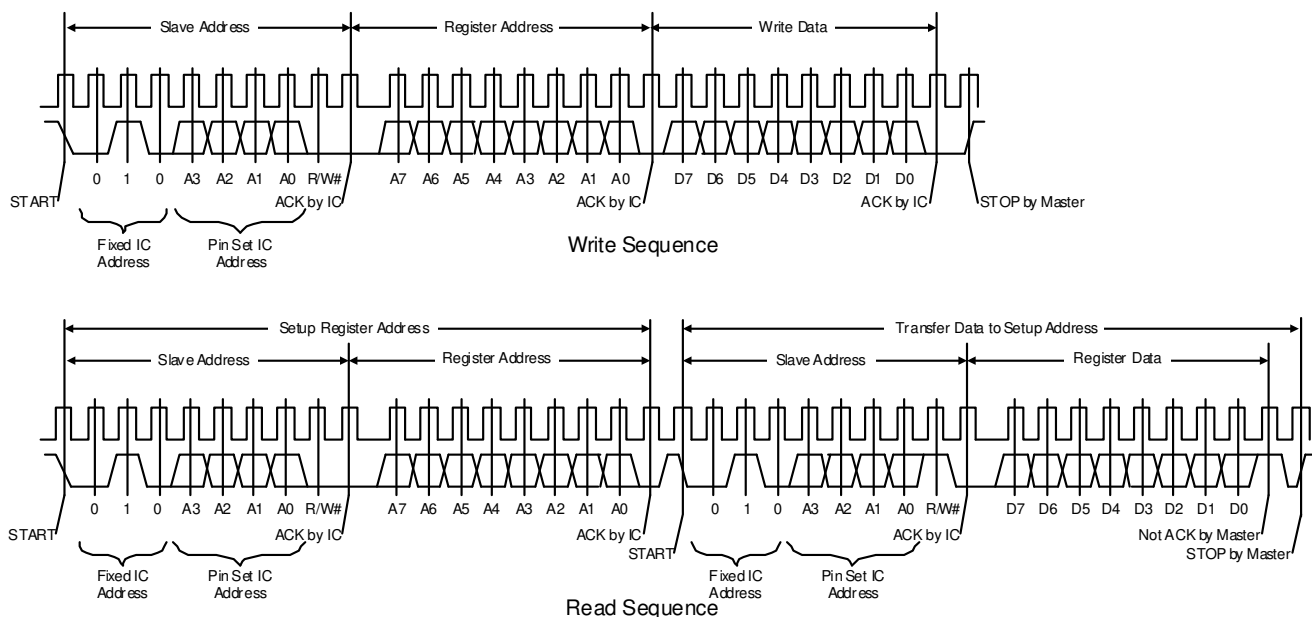 Slave Address Register Address Write Data
0 1 0 A3 A2 A1 A0 R/W# A7 A6 A5 A4 A3 A2 A1 A0 D7 D6 D5 D4 D3 D2 D1 D0
START ACK by IC ACK by IC ACK by IC STOP by Master
Fixed IC Address Pin Set IC Address
Write Sequence
Setup Register Address Transfer Data to Setup Address
Slave Address Register Address Slave Address Register Data
0 1 0 A3 A2 A1 A0 R/W# A7 A6 A5 A4 A3 A2 A1 A0 0 1 0 A3 A2 A1 A0 R/W# D7 D6 D5 D4 D3 D2 D1 D0
START ACK by IC ACK by IC ACK by IC Not ACK by Master
START STOP by Master
Fixed IC Address Pin Set IC Address Fixed IC Address Pin Set IC Address
Read Sequence